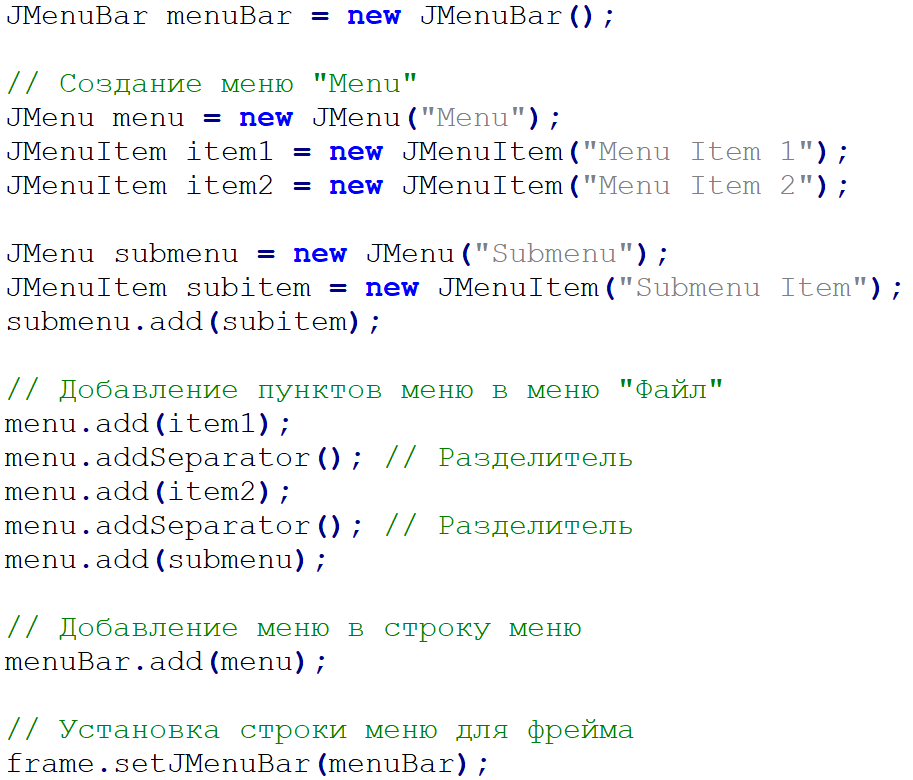 JMenuBar menuBar = new JMenuBar();
// Создание меню "Menu"
JMenu menu = new JMenu("Menu");
JMenuItem item1 = new JMenuItem("Menu Item 1");
JMenuItem item2 = new JMenuItem("Menu Item 2");
JMenu submenu = new JMenu("Submenu");
JMenuItem subitem = new JMenuItem("Submenu Item");
submenu.add(subitem);
// Добавление пунктов меню в меню "Файл"
menu.add(item1);
menu.addSeparator(); // Разделитель
menu.add(item2);
menu.addSeparator(); // Разделитель
menu.add(submenu);
// Добавление меню в строку меню
menuBar.add(menu);
// Установка строки меню для фрейма
frame.setJMenuBar(menuBar);